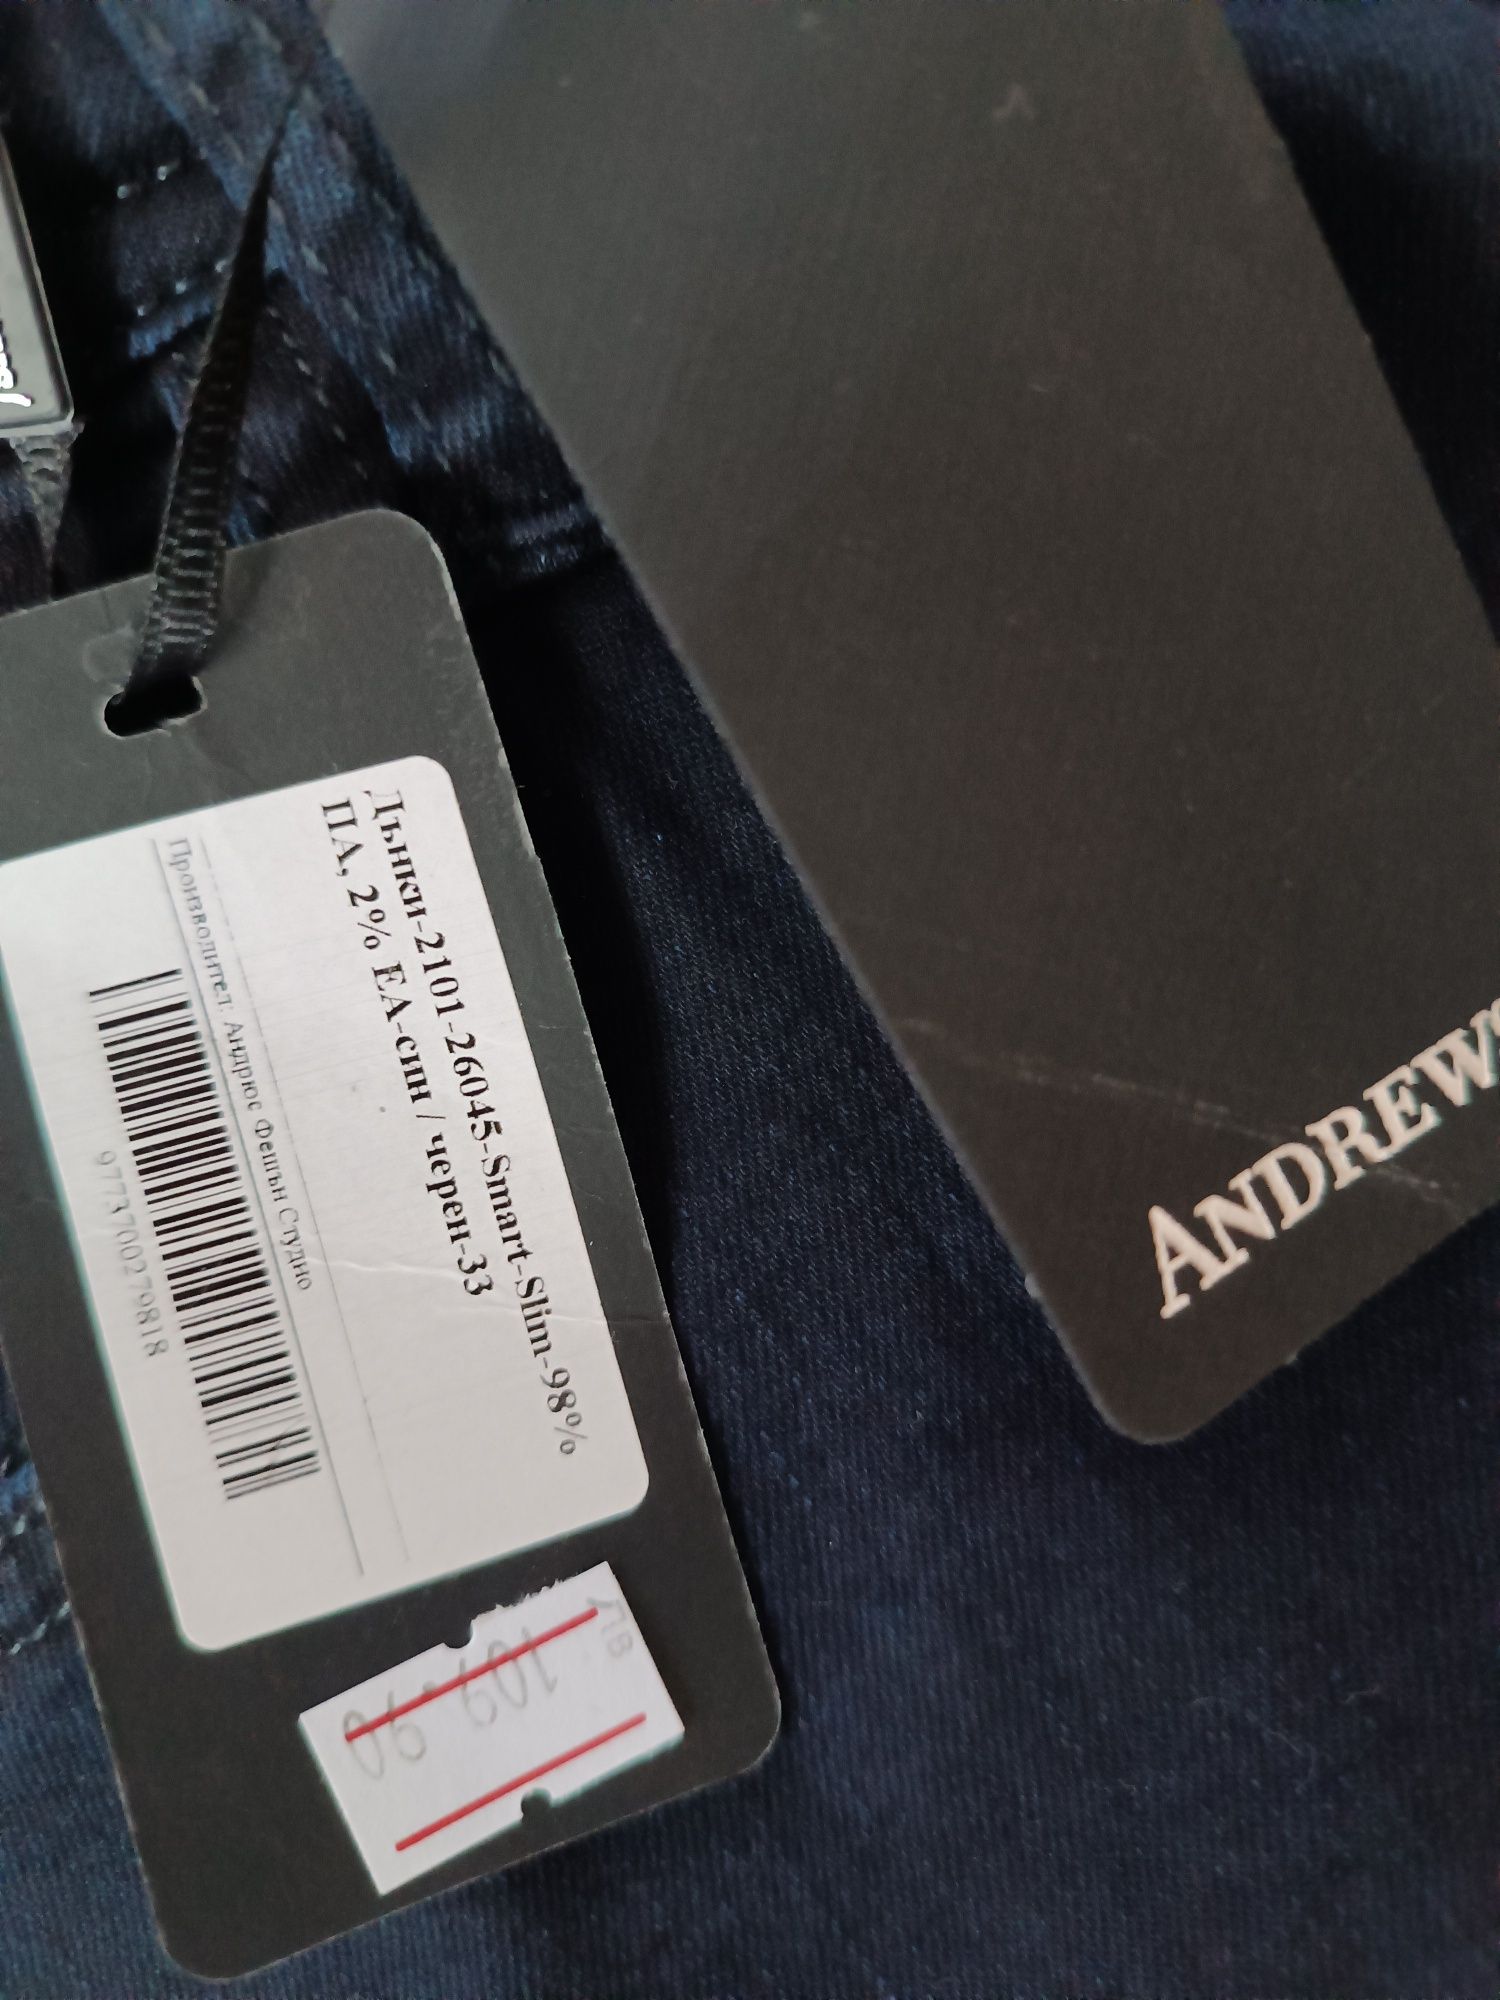 Дънки-2101-26045-Smart-Slim-98%
ПА, 2% ЕА-син / черен-33
Производител: Андрюс Фешън Студио
9773700279818
лв
109.90
ANDREWS